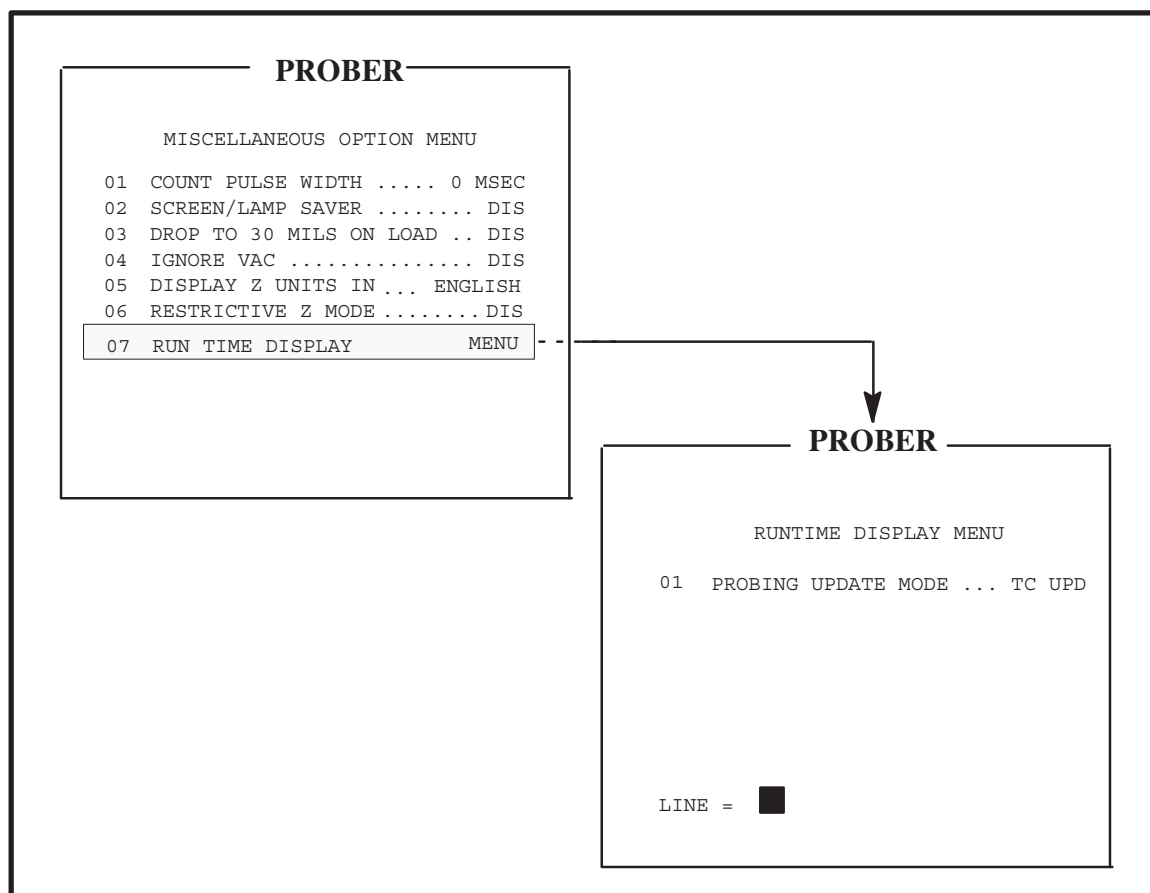 PROBER
MISCELLANEOUS OPTION MENU
01 COUNT PULSE WIDTH ..... 0 MSEC
02 SCREEN/LAMP SAVER ........ DIS
03 DROP TO 30 MILS ON LOAD .. DIS
04 IGNORE VAC ............... DIS
05 DISPLAY Z UNITS IN ... ENGLISH
06 RESTRICTIVE Z MODE ........ DIS
07 RUN TIME DISPLAY MENU
PROBER
RUNTIME DISPLAY MENU
01 PROBING UPDATE MODE ... TC UPD
LINE =